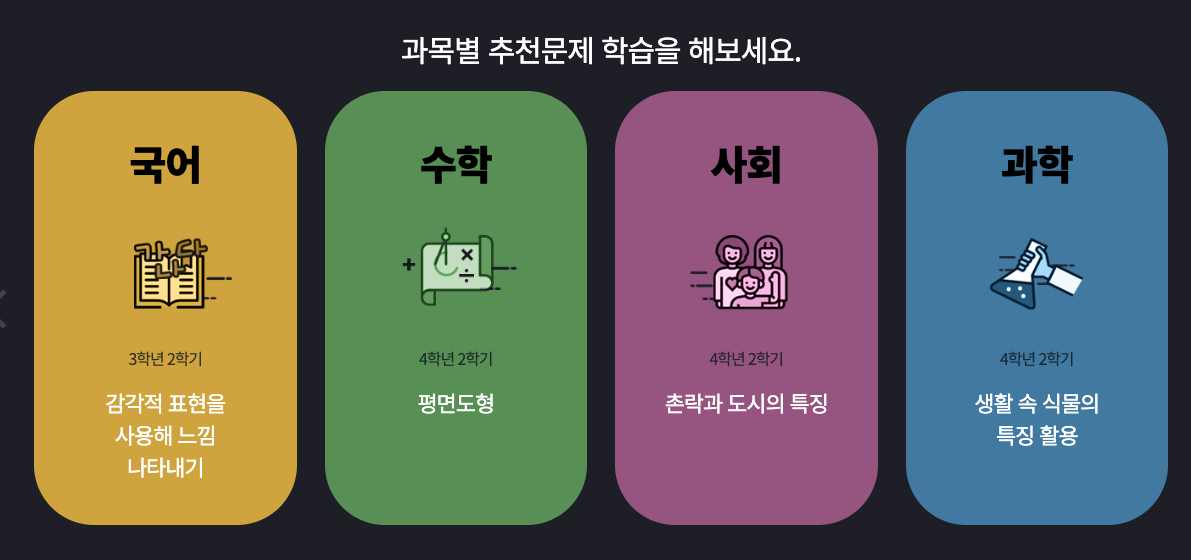 과목별 추천문제 학습을 해보세요.
국어
3학년 2학기
감각적 표현을
사용해 느낌
나타내기
수학
4학년 2학기
평면도형
사회
4학년 2학기
촌락과 도시의 특징
과학
4학년 2학기
생활 속 식물의
특징 활용